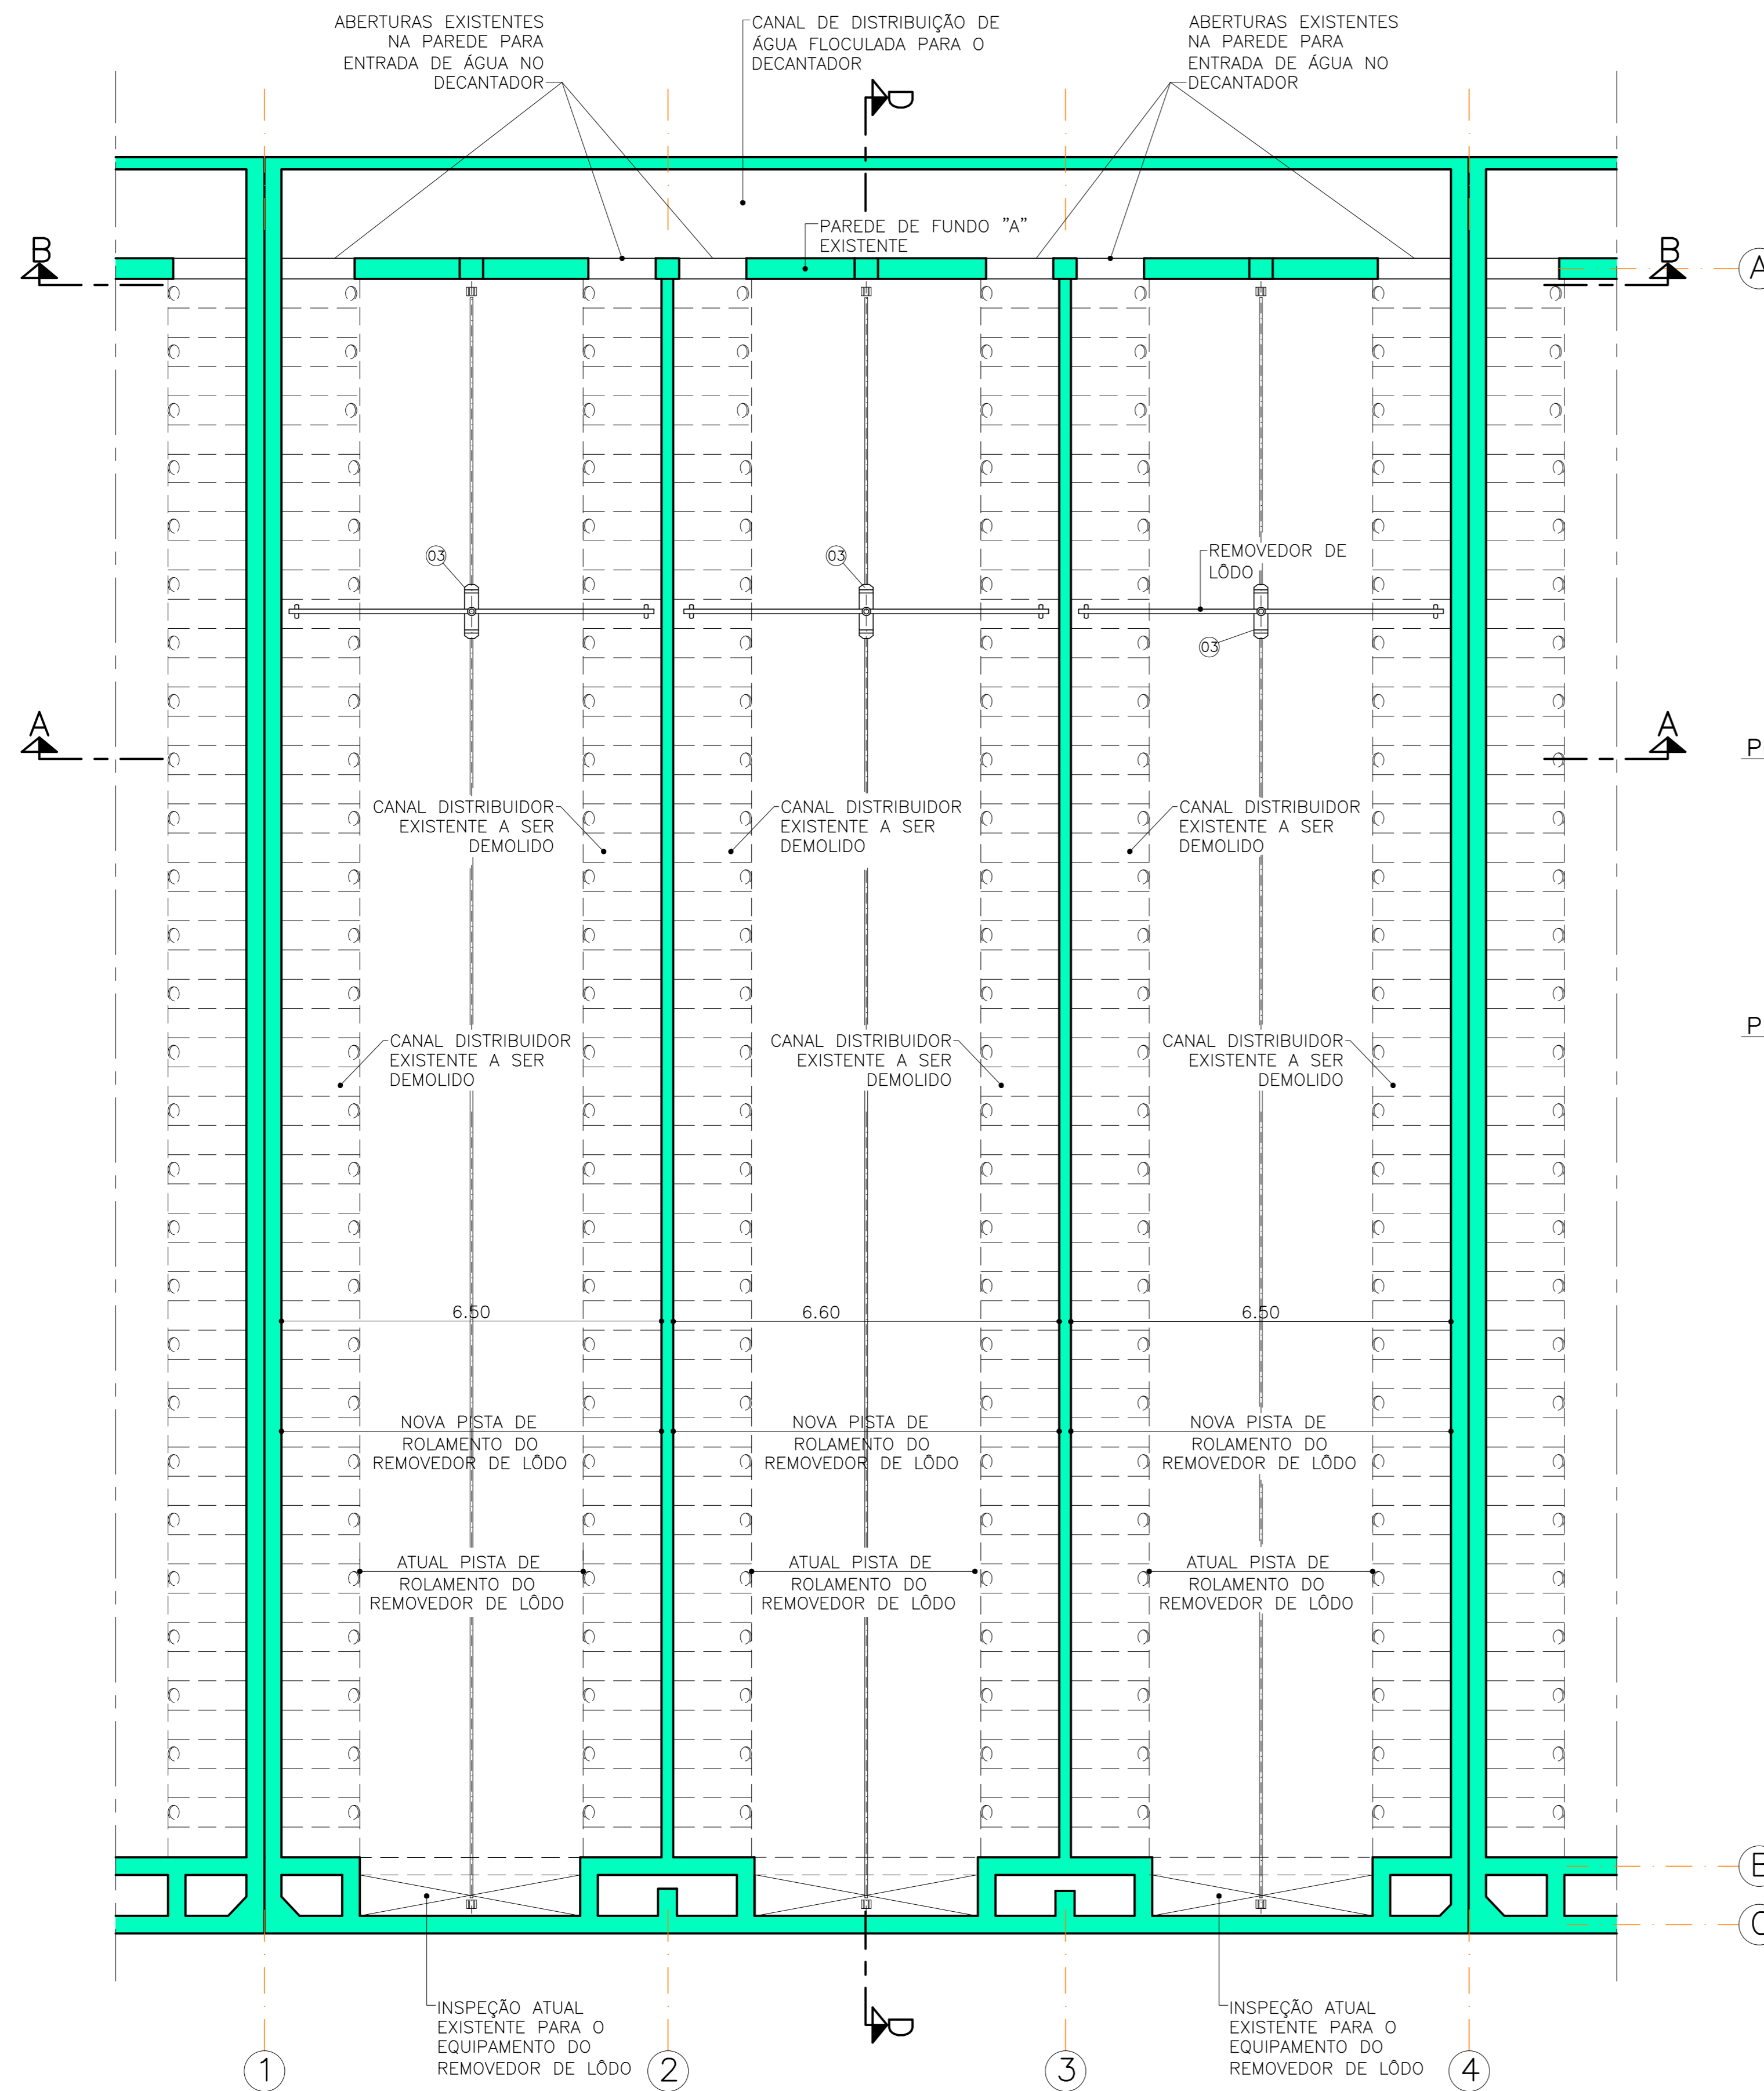 ABERTURAS EXISTENTES
NA PAREDE PARA
ENTRADA DE ÁGUA NO
DECANTADOR
CANAL DE DISTRIBUIÇÃO DE
ÁGUA FLOCULADA PARA O
DECANTADOR
ABERTURAS EXISTENTES
NA PAREDE PARA
ENTRADA DE ÁGUA NO
DECANTADOR
D
PAREDE DE FUNDO "A"
EXISTENTE
B
B
A
03
03
REMOVEDOR DE
LÔDO
03
A
A
P
CANAL DISTRIBUIDOR
EXISTENTE A SER
DEMOLIDO
CANAL DISTRIBUIDOR
EXISTENTE A SER
DEMOLIDO
CANAL DISTRIBUIDOR
EXISTENTE A SER
DEMOLIDO
P
CANAL DISTRIBUIDOR
EXISTENTE A SER
DEMOLIDO
CANAL DISTRIBUIDOR
EXISTENTE A SER
DEMOLIDO
CANAL DISTRIBUIDOR
EXISTENTE A SER
DEMOLIDO
6.50
6.60
6.50
NOVA PISTA DE
ROLAMENTO DO
REMOVEDOR DE LÔDO
NOVA PISTA DE
ROLAMENTO DO
REMOVEDOR DE LÔDO
NOVA PISTA DE
ROLAMENTO DO
REMOVEDOR DE LÔDO
ATUAL PISTA DE
ROLAMENTO DO
REMOVEDOR DE LÔDO
ATUAL PISTA DE
ROLAMENTO DO
REMOVEDOR DE LÔDO
ATUAL PISTA DE
ROLAMENTO DO
REMOVEDOR DE LÔDO
B
C
INSPEÇÃO ATUAL
EXISTENTE PARA O
EQUIPAMENTO DO
REMOVEDOR DE LÔDO
D
INSPEÇÃO ATUAL
EXISTENTE PARA O
EQUIPAMENTO DO
REMOVEDOR DE LÔDO
1
2
3
4